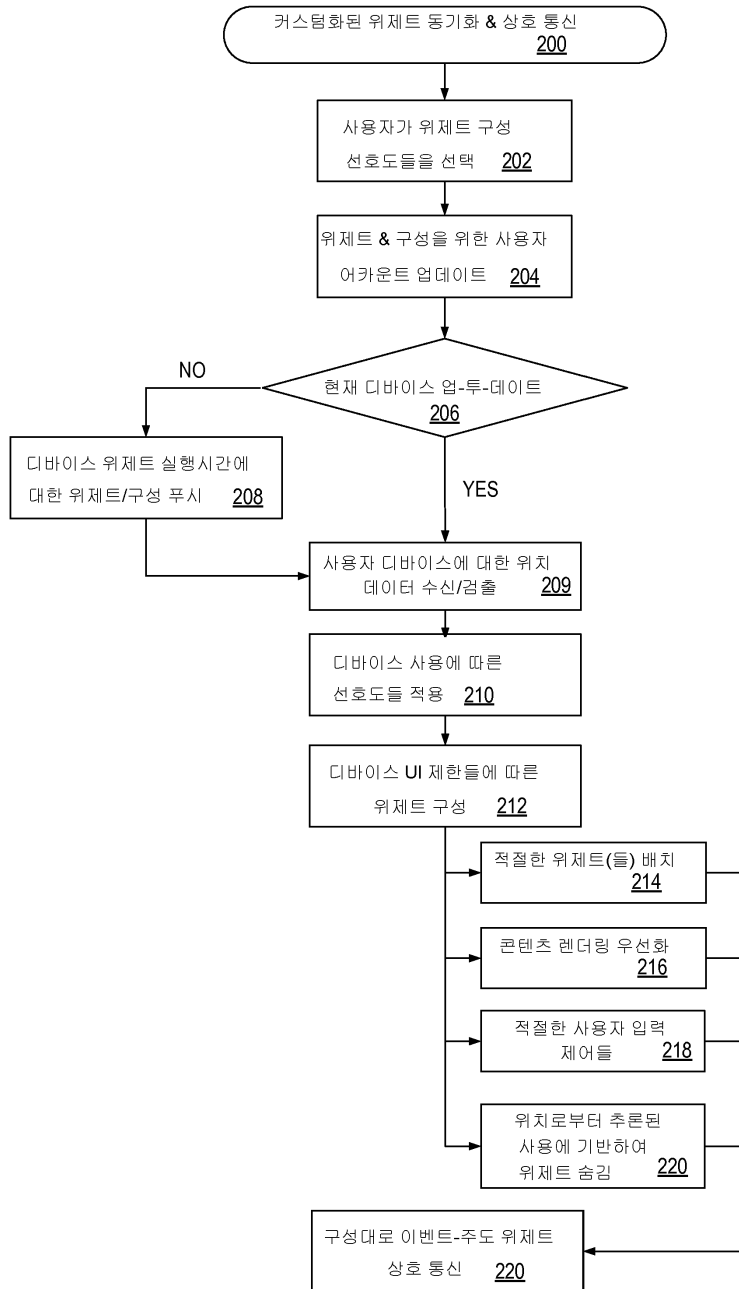 커스텀화된 위제트 동기화 & 상호 통신
200
사용자가 위제트 구성
선호도들을 선택 202
위제트 & 구성을 위한 사용자
어카운트 업데이트 204
NO
현재 디바이스 업-투-데이트
206
디바이스 위제트 실행시간에
대한 위제트/구성 푸시 208
YES
사용자 디바이스에 대한 위치
데이터 수신/검출 209
디바이스 사용에 따른
선호도들 적용 210
디바이스 UI 제한들에 따른
위제트 구성 212
적절한 위제트(들) 배치
214
콘텐츠 렌더링 우선화
216
적절한 사용자 입력
제어들 218
위치로부터 추론된
사용에 기반하여
위제트 숨김 220
구성대로 이벤트-주도 위제트
상호 통신 220